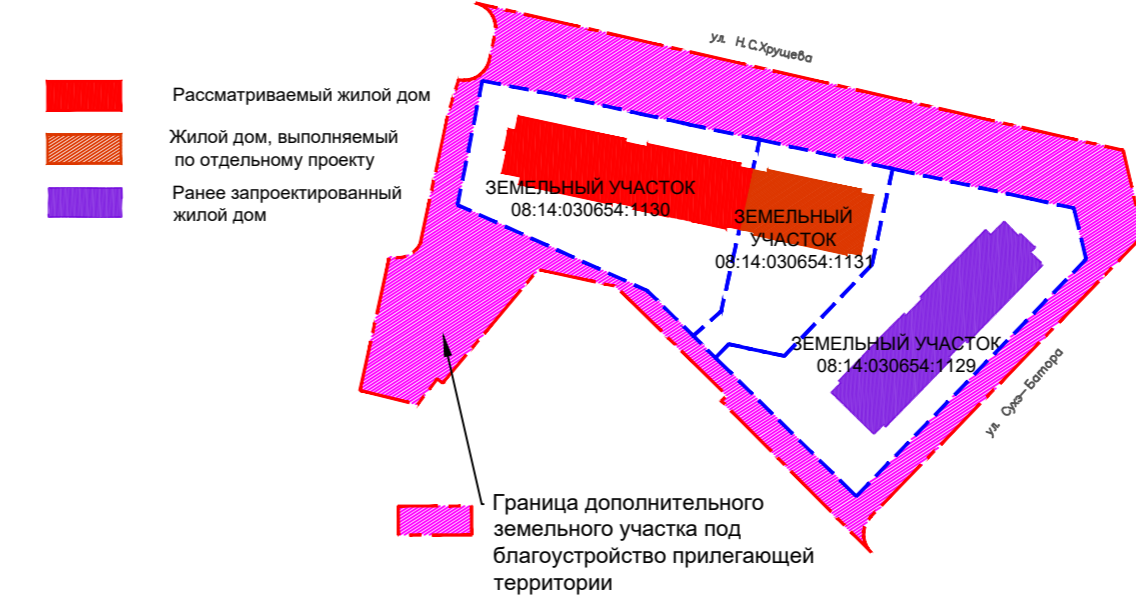 ул. Н.С.Хрущева
Рассматриваемый жилой дом
Жилой дом, выполняемый
по отдельному проекту
Ранее запроектированный
жилой дом
ЗЕМЕЛЬНЫЙ УЧАСТОК
08:14:030654:1130
ЗЕМЕЛЬНЫЙ
УЧАСТОК
08:14:030654:1131
ЗЕМЕЛЬНЫЙ УЧАСТОК
08:14:030654:1129
ул. Сухэ-Батора
Граница дополнительного
земельного участка под
благоустройство прилегающей
территории